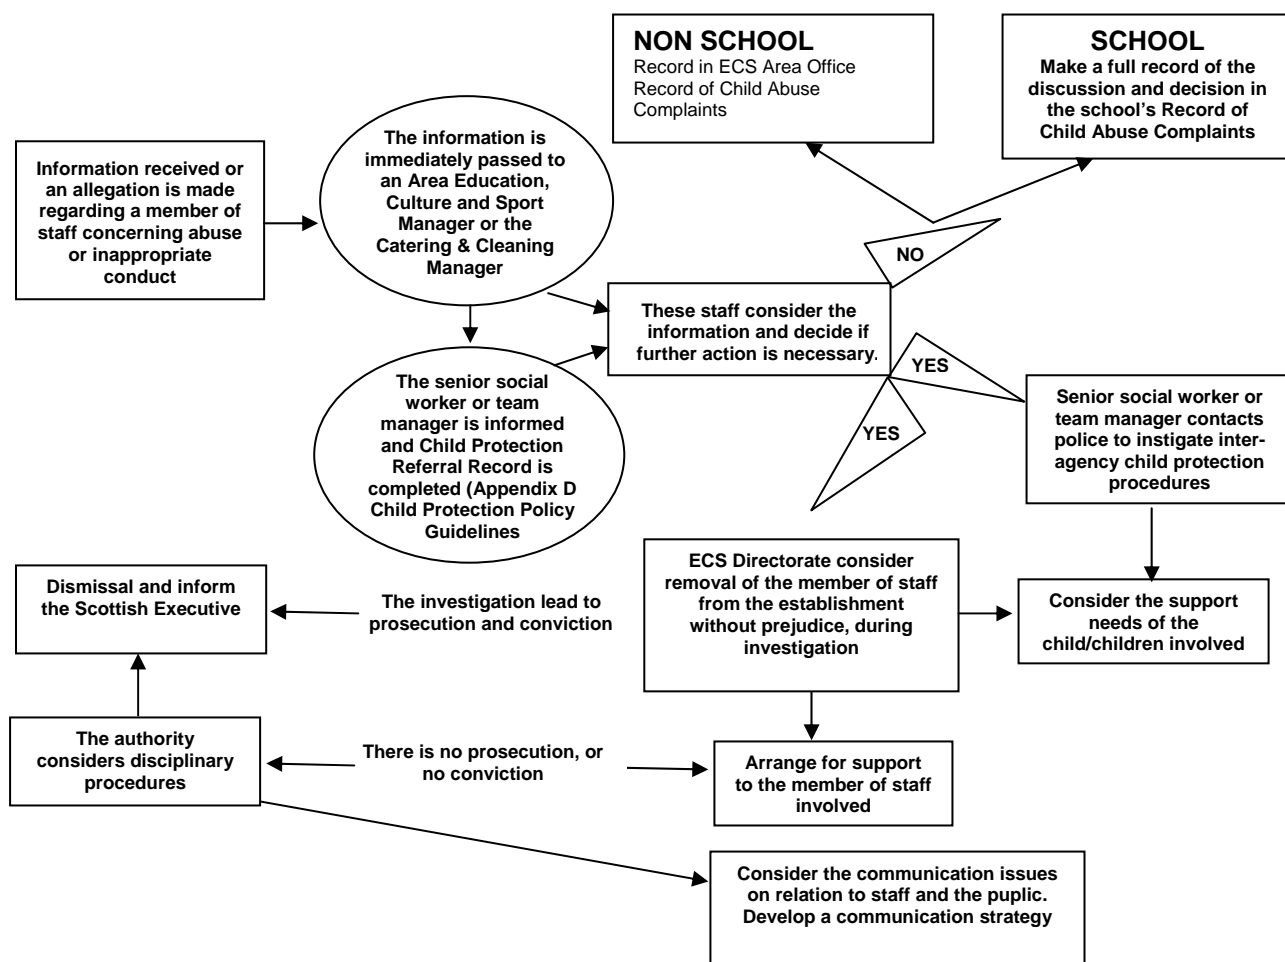 NON SCHOOL
Record in ECS Area Office
Record of Child Abuse
Complaints
SCHOOL
Make a full record of the
discussion and decision in
the school's Record of
Child Abuse Complaints
Information received or
an allegation is made
regarding a member of
staff concerning abuse
or inappropriate
conduct
The information is
immediately passed to
an Area Education,
Culture and Sport
Manager or the
Catering & Cleaning
Manager
NO
These staff consider the
information and decide if
further action is necessary.
YES
YES
The senior social
worker or team
manager is informed
and Child Protection
Referral Record is
completed (Appendix D
Child Protection Policy
Guidelines
Senior social worker or
team manager contacts
police to instigate inter-
agency child protection
procedures
ECS Directorate consider
removal of the member of staff
from the establishment
without prejudice, during
investigation
Consider the support
needs of the
child/children involved
Dismissal and inform
the Scottish Executive
The investigation lead to
prosecution and conviction
The authority
considers disciplinary
procedures
There is no prosecution, or
no conviction
Arrange for support
to the member of staff
involved
Consider the communication issues
on relation to staff and the puplic.
Develop a communication strategy